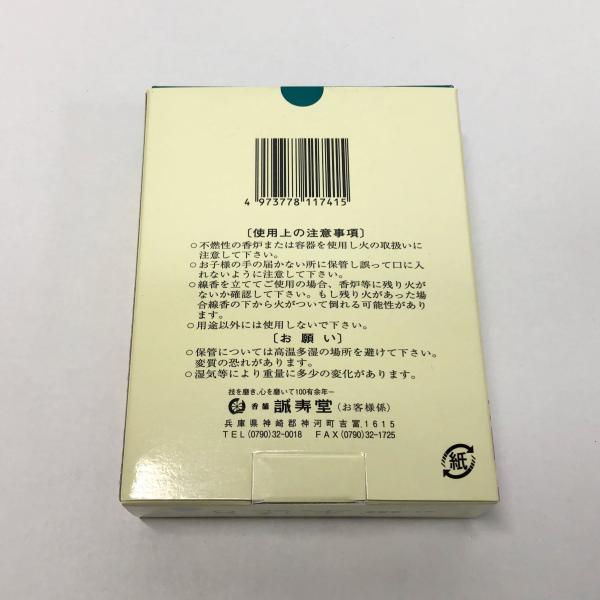 4 973778 117415
〔使用上の注意事項〕
○不燃性の香炉または容器を使用し火の取扱いに
注意して下さい。
○お子様の手の届かない所に保管し誤って口に入
れないように注意して下さい。
○線香を立ててご使用の場合、香炉等に残り火が
ないか確認して下さい。もし残り火があった場
合線香の下から火がついて倒れる可能性があり
ます。
○用途以外には使用しないで下さい。
〔お願い〕
○保管については高温多湿の場所を避けて下さい。
変質の恐れがあります。
○湿気等により重量に多少の変化があります。
技を磨き、心を磨いて100有余年−
香舗 誠寿堂(お客様係)
兵庫県神崎郡神河町吉冨1615
TEL(0790)32-0018 FAX(0790)32-1725
紙